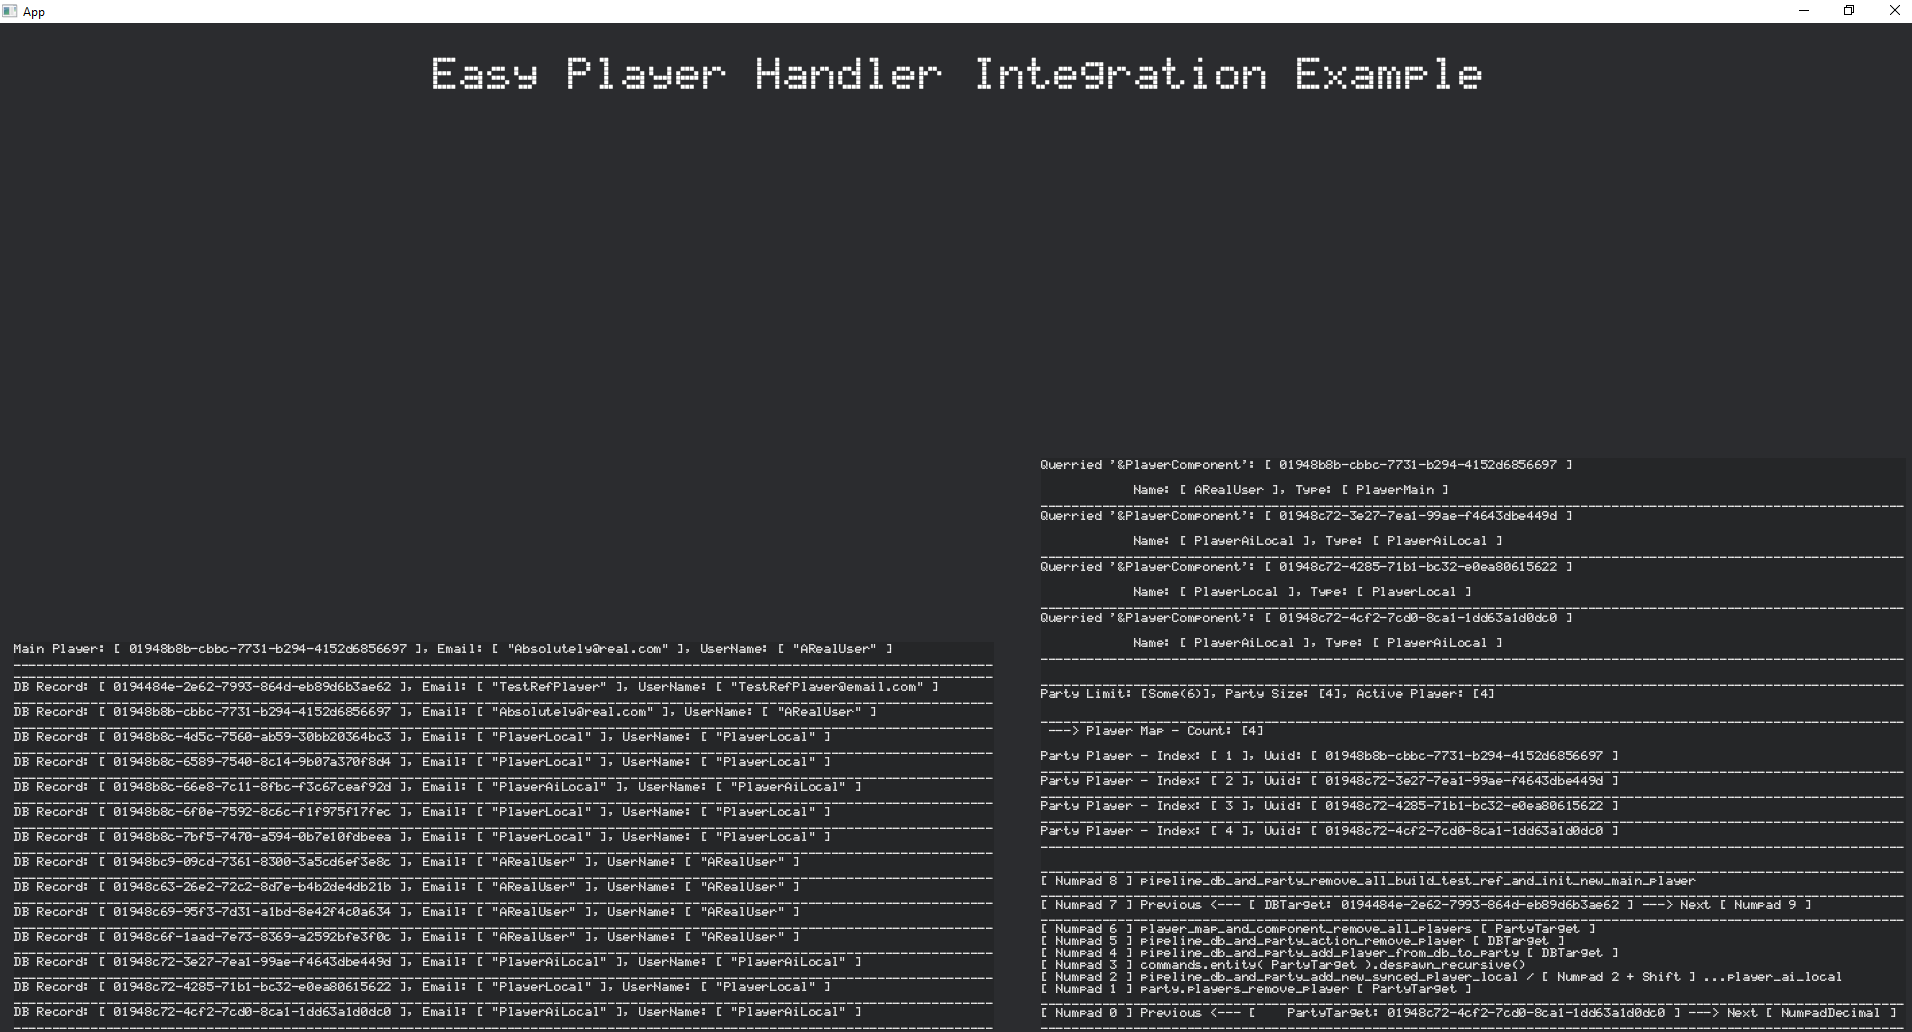 App
Easy Player Handler Integration Example
Main Player: [ 01948b8b-cbbc-7731-b294-4152d6856697 ], Email: [ "Absolutely@real.com" ], UserName: [ "ARealUser" ]
DB Record: [ 0194484e-2e62-7993-864d-eb89d6b3ae62 ], Email: [ "TestRefPlayer" ], UserName: [ "TestRefPlayer@email.com" ]
DB Record: [ 01948b8b-cbbc-7731-b294-4152d6856697 ], Email: [ "Absolutely@real.com" ], UserName: [ "ARealUser" ]
DB Record: [ 01948b8c-4d5c-7560-ab59-30bb20364bc3 ], Email: [ "PlayerLocal" ], UserName: [ "PlayerLocal" ]
DB Record: [ 01948b8c-6589-7540-8c14-9b07a370f8d4 ], Email: [ "PlayerLocal" ], UserName: [ "PlayerLocal" ]
DB Record: [ 01948b8c-66e8-7c11-8fbc-f3c67ceaf92d ], Email: [ "PlayerAiLocal" ], UserName: [ "PlayerAiLocal" ]
DB Record: [ 01948b8c-6f0e-7592-8c6c-f1f975f17fec ], Email: [ "PlayerLocal" ], UserName: [ "PlayerLocal" ]
DB Record: [ 01948b8c-7bf5-7470-a594-0b7e10fdbeea ], Email: [ "PlayerLocal" ], UserName: [ "PlayerLocal" ]
DB Record: [ 01948bc9-09cd-7361-8300-3a5cd6ef3e8c ], Email: [ "ARealUser" ], UserName: [ "ARealUser" ]
DB Record: [ 01948c63-26e2-72c2-8d7e-b4b2de4db21b ], Email: [ "ARealUser" ], UserName: [ "ARealUser" ]
DB Record: [ 01948c69-95f3-7d31-a1bd-8e42f4c0a634 ], Email: [ "ARealUser" ], UserName: [ "ARealUser" ]
DB Record: [ 01948c6f-1aad-7e73-8369-a2592bfe3f0c ], Email: [ "ARealUser" ], UserName: [ "ARealUser" ]
DB Record: [ 01948c72-3e27-7ea1-99ae-f4643dbe449d ], Email: [ "PlayerAiLocal" ], UserName: [ "PlayerAiLocal" ]
DB Record: [ 01948c72-4285-71b1-bc32-e0ea80615622 ], Email: [ "PlayerLocal" ], UserName: [ "PlayerLocal" ]
DB Record: [ 01948c72-4cf2-7cd0-8ca1-1dd63a1d0dc0 ], Email: [ "PlayerAiLocal" ], UserName: [ "PlayerAiLocal" ]
Querried '&PlayerComponent': [ 01948b8b-cbbc-7731-b294-4152d6856697 ]
Name: [ ARealUser ], Type: [ PlayerMain ]
Querried '&PlayerComponent': [ 01948c72-3e27-7ea1-99ae-f4643dbe449d ]
Name: [ PlayerAiLocal ], Type: [ PlayerAiLocal ]
Querried '&PlayerComponent': [ 01948c72-4285-71b1-bc32-e0ea80615622 ]
Name: [ PlayerLocal ], Type: [ PlayerLocal ]
Querried '&PlayerComponent': [ 01948c72-4cf2-7cd0-8ca1-1dd63a1d0dc0 ]
Name: [ PlayerAiLocal ], Type: [ PlayerAiLocal ]
Party Limit: [Some(6)], Party Size: [4], Active Player: [4]
---> Player Map - Count: [4]
Party Player - Index: [ 1 ], Uuid: [ 01948b8b-cbbc-7731-b294-4152d6856697 ]
Party Player - Index: [ 2 ], Uuid: [ 01948c72-3e27-7ea1-99ae-f4643dbe449d ]
Party Player - Index: [ 3 ], Uuid: [ 01948c72-4285-71b1-bc32-e0ea80615622 ]
Party Player - Index: [ 4 ], Uuid: [ 01948c72-4cf2-7cd0-8ca1-1dd63a1d0dc0 ]
[ Numpad 8 ] pipeline_db_and_party_remove_all_build_test_ref_and_init_new_main_player
[ Numpad 7 ] Previous <--- [ DBTarget: 0194484e-2e62-7993-864d-eb89d6b3ae62 ] ---> Next [ Numpad 9 ]
[ Numpad 6 ] player_map_and_component_remove_all_players [ PartyTarget ]
[ Numpad 5 ] pipeline_db_and_party_action_remove_player [ DBTarget ]
[ Numpad 4 ] pipeline_db_and_party_add_player_from_db_to_party [ DBTarget ]
[ Numpad 3 ] commands.entity( PartyTarget ).despawn_recursive()
[ Numpad 2 ] pipeline_db_and_party_add_new_synced_player_local / [ Numpad 2 + Shift ] ...player_ai_local
[ Numpad 1 ] party.players_remove_player [ PartyTarget ]
[ Numpad 0 ] Previous <--- [ PartyTarget: 01948c72-4cf2-7cd0-8ca1-1dd63a1d0dc0 ] ---> Next [ NumpadDecimal ]